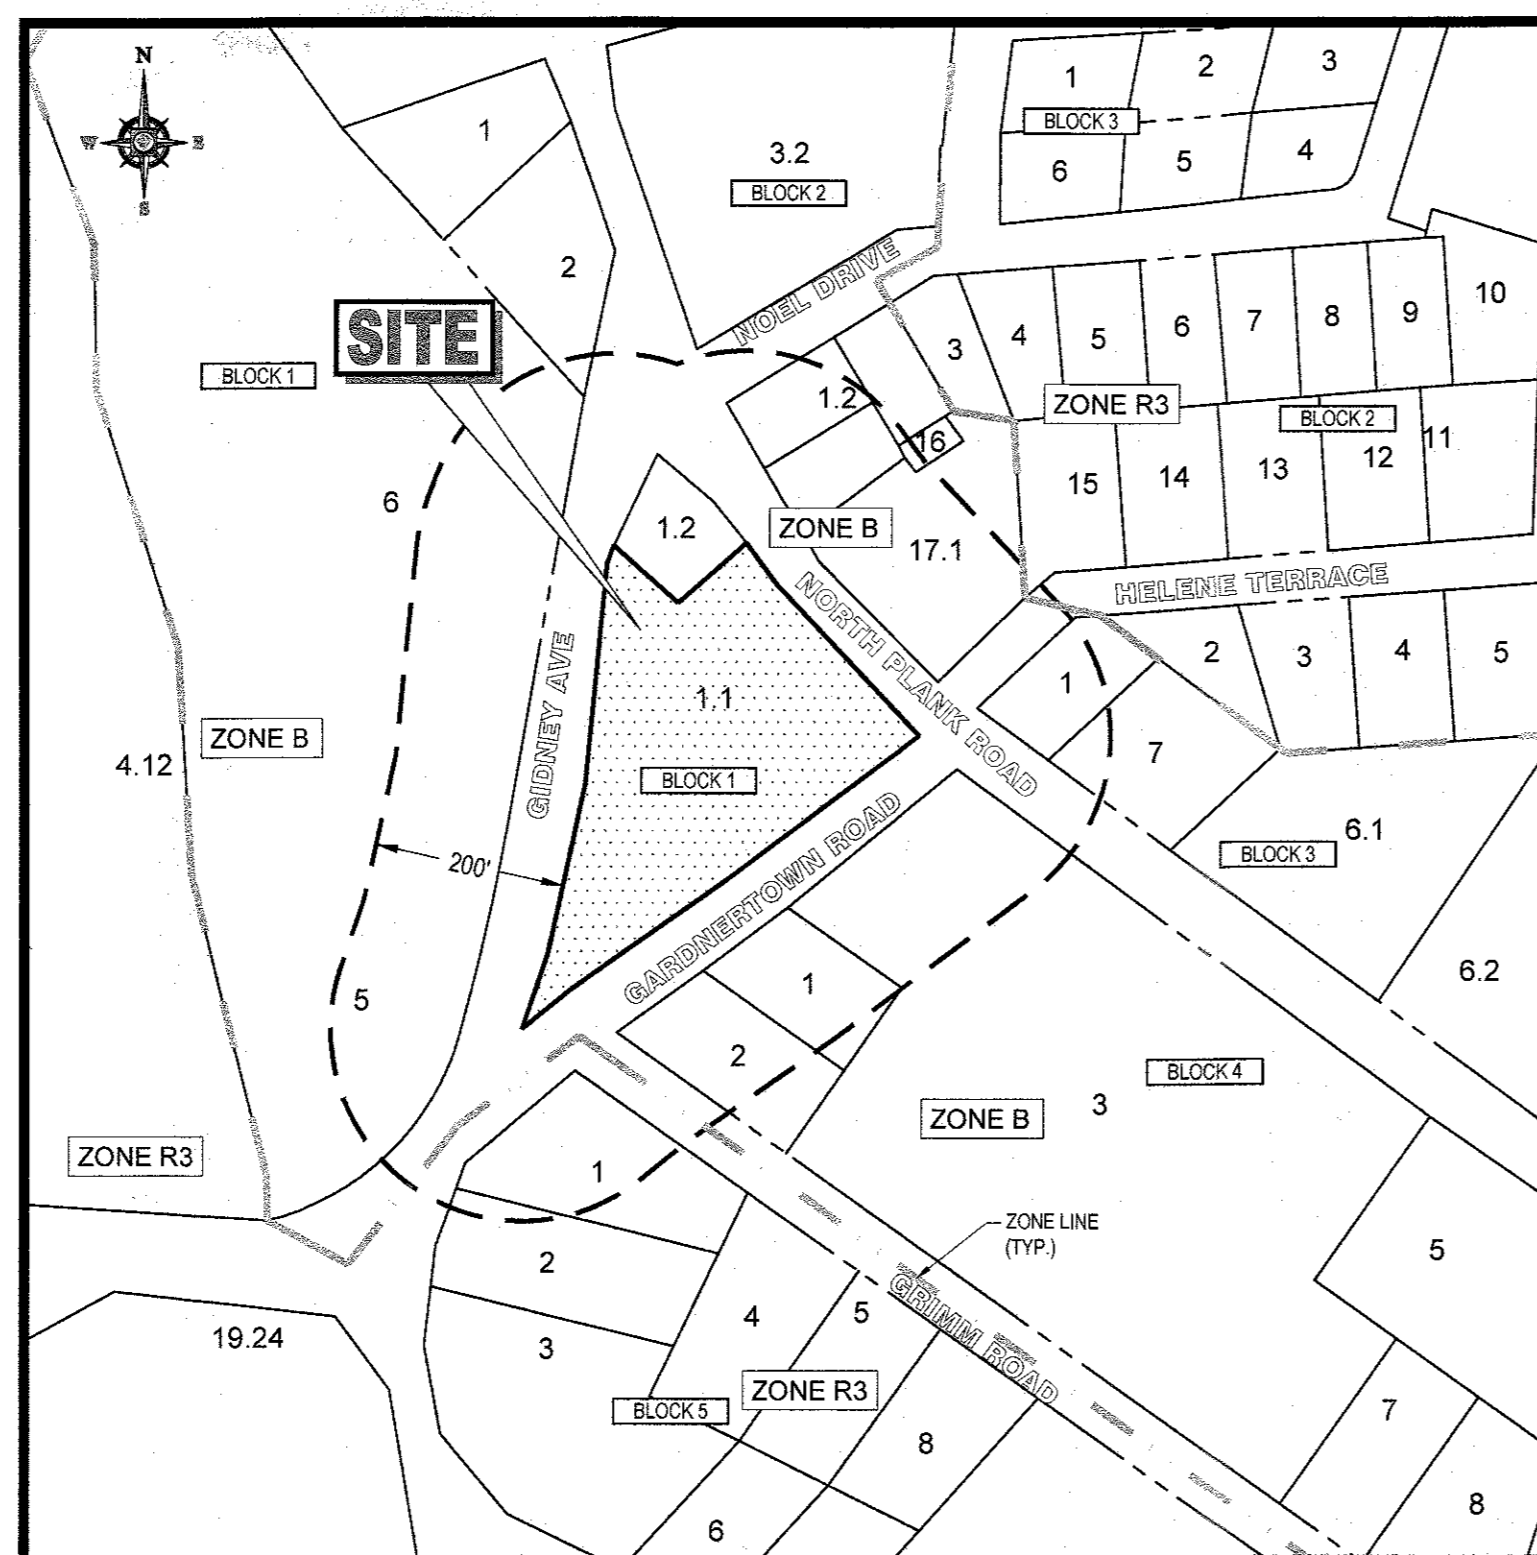 N
W
E
S
1
2
3.2
BLOCK 2
1
2
3
BLOCK 3
6
5
4
SITE
BLOCK 1
NOEL DRIVE
3
4
5
6
7
8
9
10
ZONE R3
BLOCK 2
1.2
16
15
14
13
12
11
6
1.2
ZONE B
17.1
HELENE TERRACE
NORTH PLANK ROAD
GIDNEY AVE
1.1
BLOCK 1
1
2
3
4
5
7
4.12
ZONE B
200'
GARDNERTOWN ROAD
BLOCK 3
6.1
6.2
5
1
2
3
BLOCK 4
ZONE B
ZONE R3
1
2
3
ZONE LINE
(TYP.)
GRIMM ROAD
5
19.24
4
5
ZONE R3
BLOCK 5
8
6
7
8